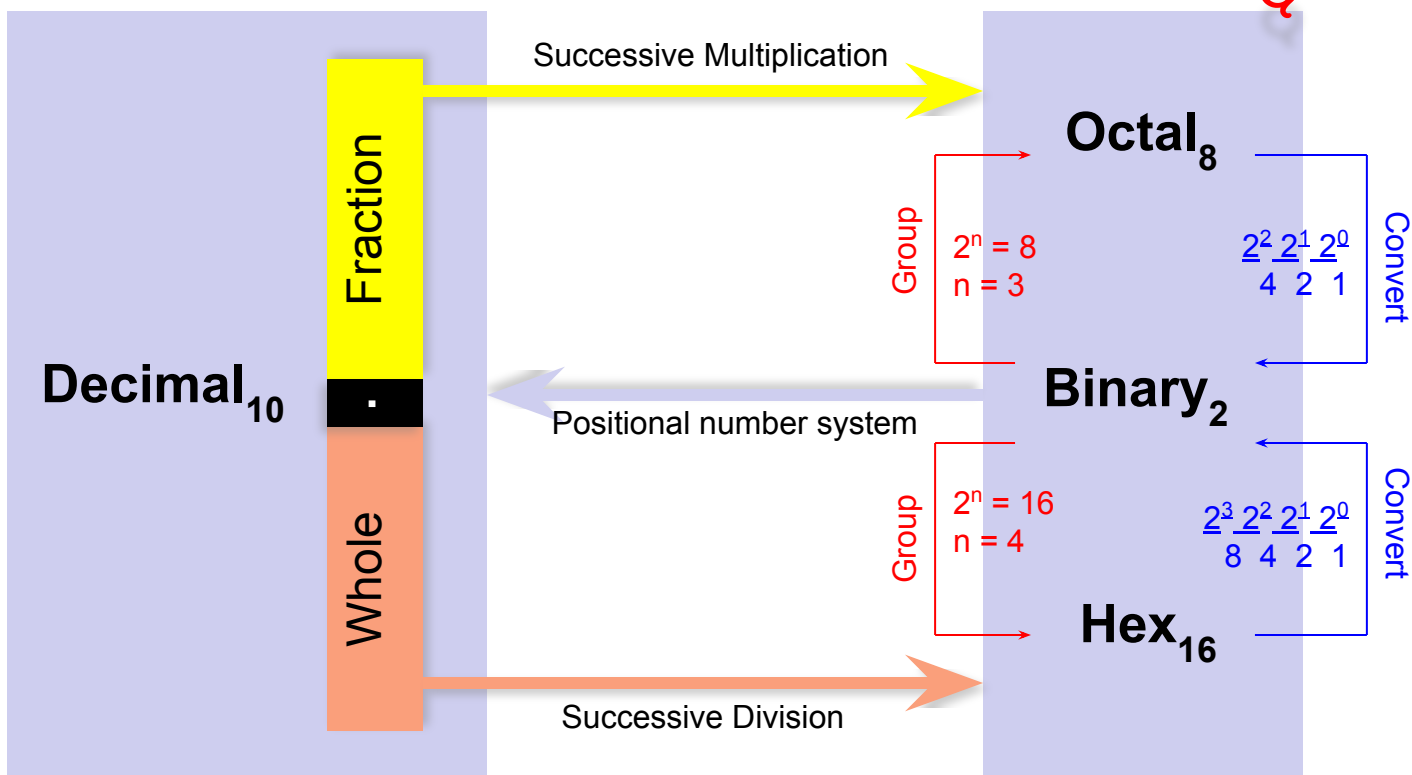 Successive Multiplication
Octal8
Fraction
Group
2n = 8
n = 3
22 21 20
4 2 1
Convert
Decimal10
.
Binary2
Positional number system
Whole
Group
2n = 16
n = 4
23 22 21 20
8 4 2 1
Convert
Hex16
Successive Division